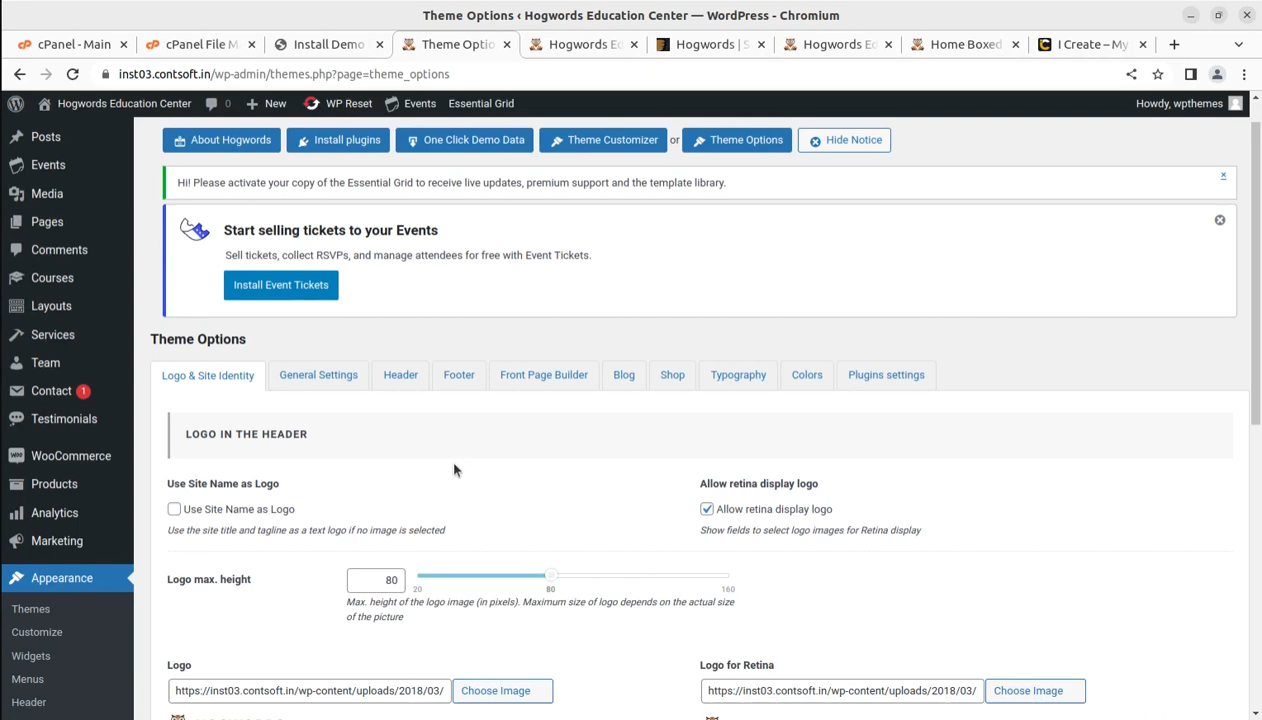 Theme Options ‹ Hogwords Education Center — WordPress - Chromium
cPanel - Main
cPanel File M
Install Demo
Theme Optio
Hogwords Ed
Hogwords | S
Hogwords Ed
Home Boxed
I Create – My
inst03.contsoft.in/wp-admin/themes.php?page=theme_options
Hogwords Education Center
0
New
WP Reset
Events
Essential Grid
Howdy, wpthemes
Posts
Events
Media
Pages
Comments
Courses
Layouts
Services
Team
Contact 1
Testimonials
WooCommerce
Products
Analytics
Marketing
Appearance
Themes
Customize
Widgets
Menus
Header
About Hogwords
Install plugins
One Click Demo Data
Theme Customizer
or
Theme Options
Hide Notice
Hi! Please activate your copy of the Essential Grid to receive live updates, premium support and the template library.
Start selling tickets to your Events
Sell tickets, collect RSVPs, and manage attendees for free with Event Tickets.
Install Event Tickets
Theme Options
Logo & Site Identity
General Settings
Header
Footer
Front Page Builder
Blog
Shop
Typography
Colors
Plugins settings
LOGO IN THE HEADER
Use Site Name as Logo
Use Site Name as Logo
Use the site title and tagline as a text logo if no image is selected
Allow retina display logo
Allow retina display logo
Show fields to select logo images for Retina display
Logo max. height
80
20
80
160
Max. height of the logo image (in pixels). Maximum size of logo depends on the actual size
of the picture
Logo
https://inst03.contsoft.in/wp-content/uploads/2018/03/
Choose Image
Logo for Retina
https://inst03.contsoft.in/wp-content/uploads/2018/03/
Choose Image